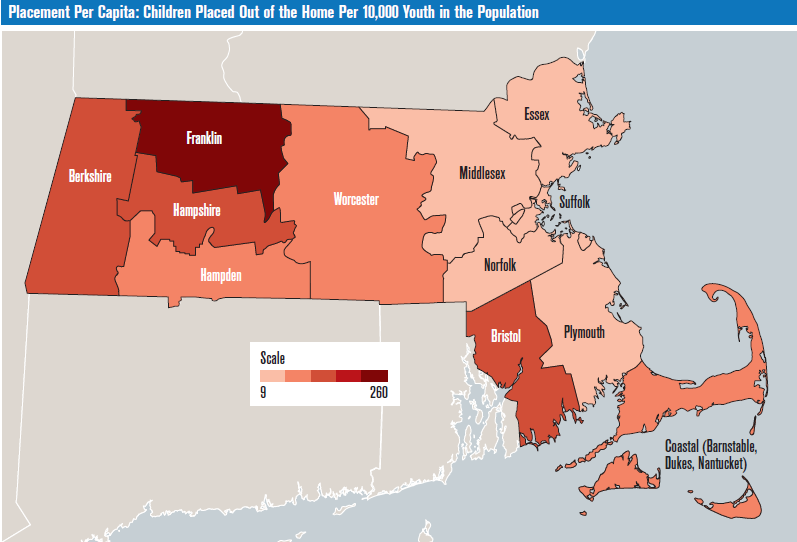 Placement Per Capita: Children Placed Out of the Home Per 10,000 Youth in the Population
Essex
Franklin
Berkshire
Middlesex
Worcester
Suffolk
Hampshire
Norfolk
Hampden
Bristol
Plymouth
Scale
9
260
Coastal (Barnstable,
Dukes, Nantucket)